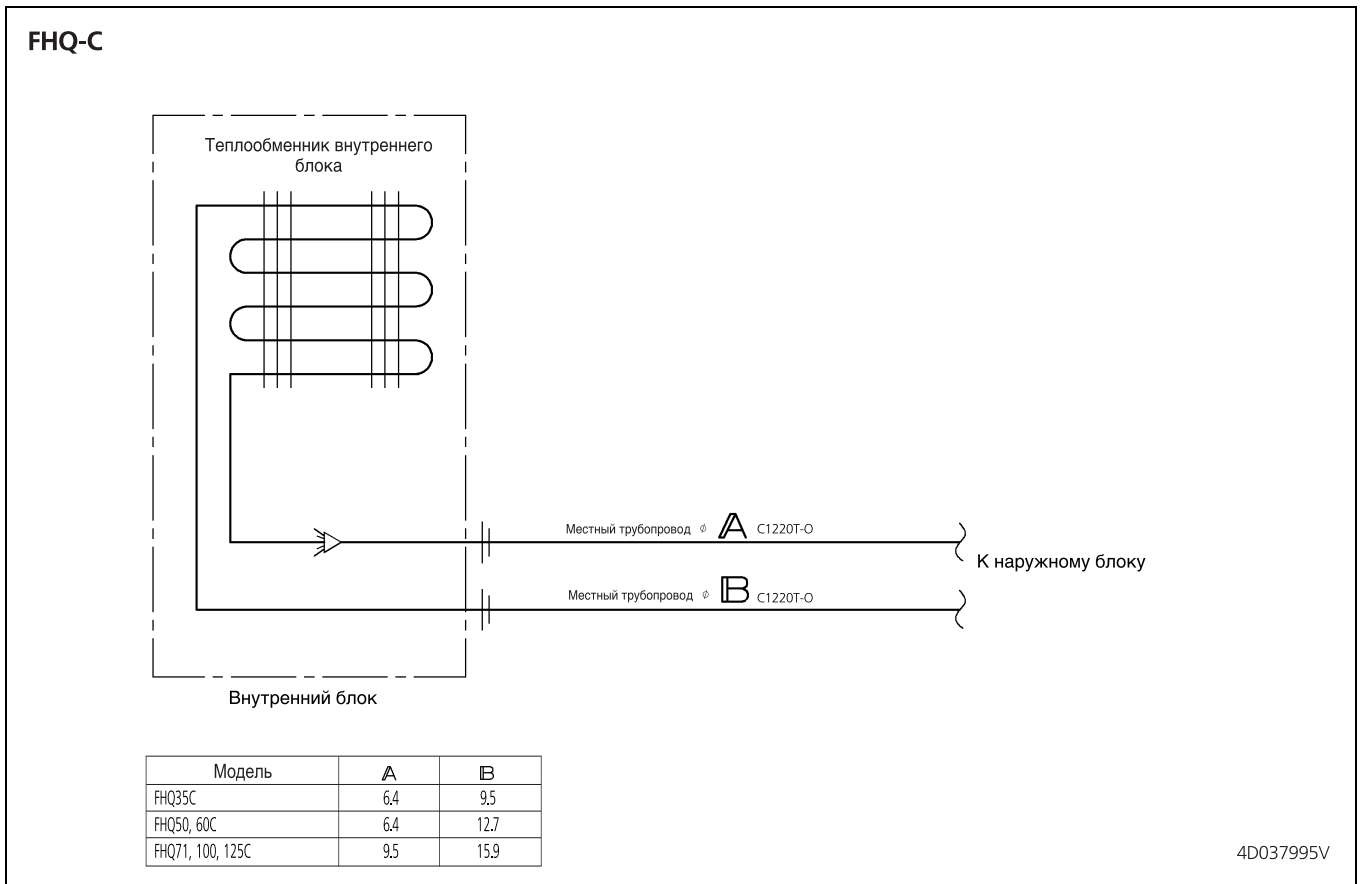 FHQ-C
Теплообменник внутреннего
блока
Местный трубопровод ø A C1220T-O
К наружному блоку
Местный трубопровод ø B C1220T-O
Внутренний блок
Модель A B
FHQ35C 6.4 9.5
FHQ50, 60C 6.4 12.7
FHQ71, 100, 125C 9.5 15.9
4D037995V